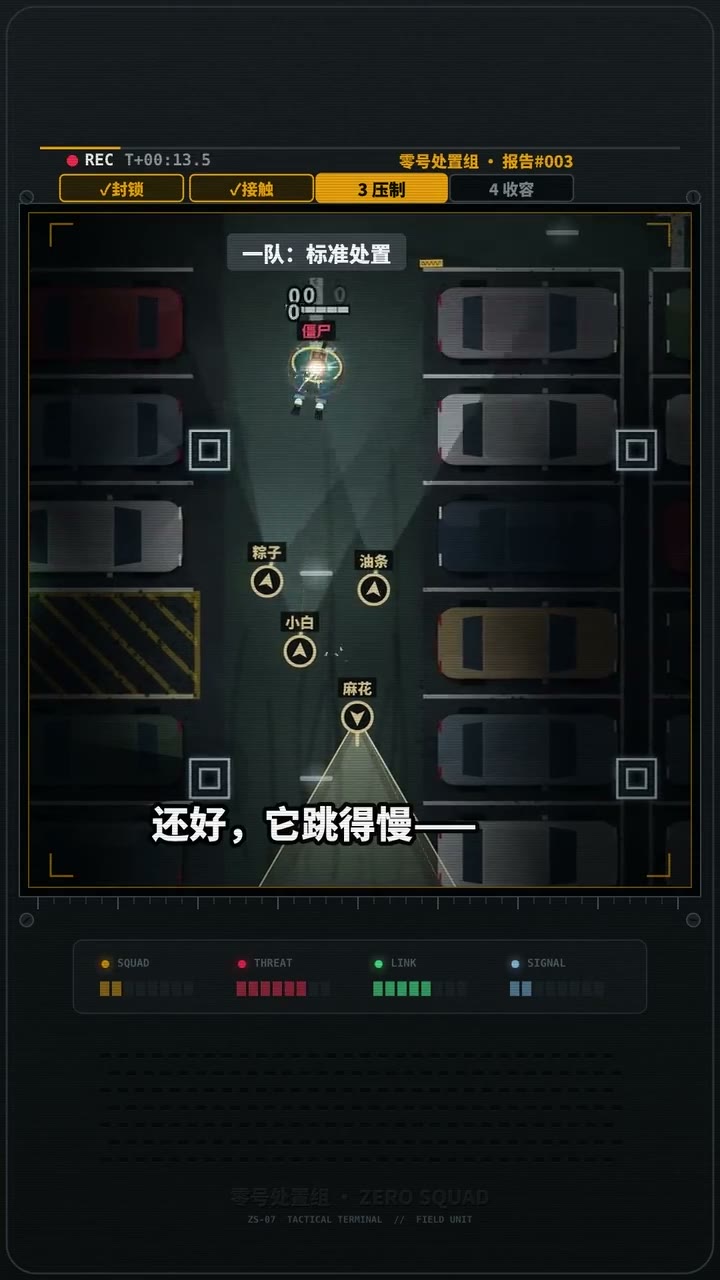 REC T+00:13.5
零号处置组 · 报告#003
✓封锁
✓接触
3 压制
4 收容
一队：标准处置
00 0
0
僵尸
粽子
油条
小白
麻花
还好，它跳得慢——
SQUAD
THREAT
LINK
SIGNAL
零号处置组 · ZERO SQUAD
ZS-07 TACTICAL TERMINAL // FIELD UNIT